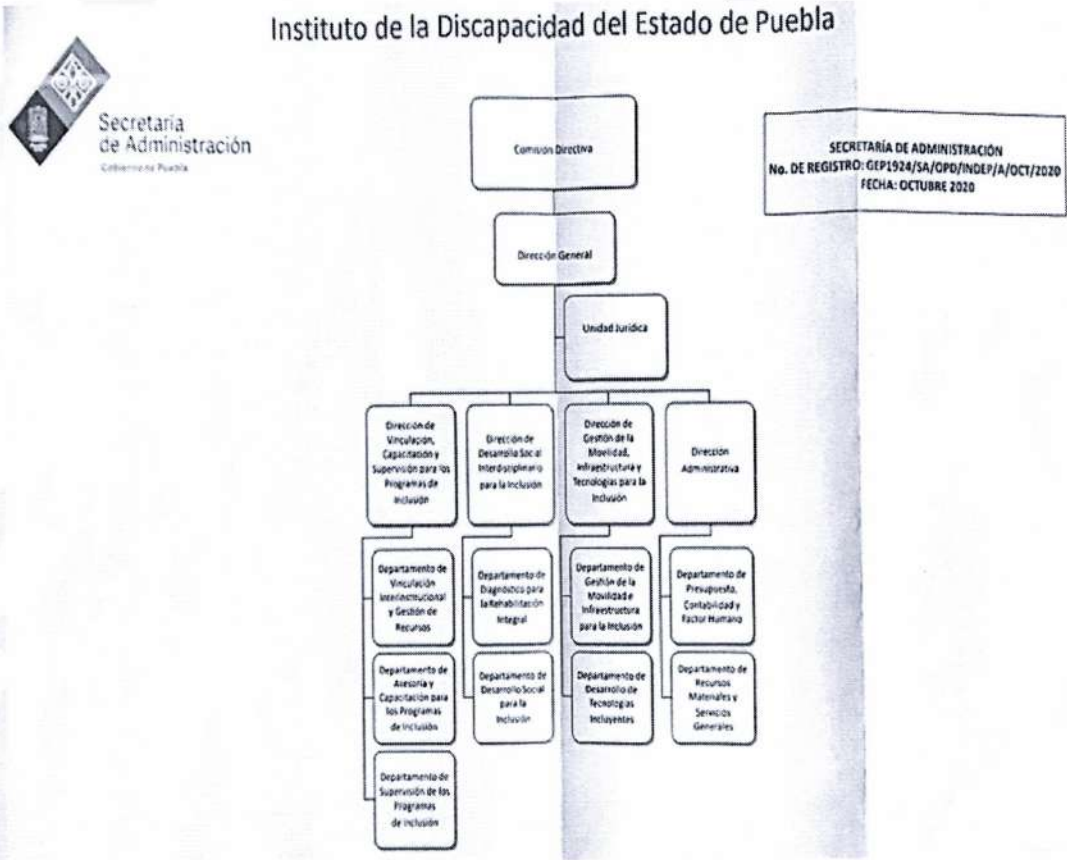 Instituto de la Discapacidad del Estado de Puebla
Secretaría
de Administración
Gobierno de Puebla
SECRETARÍA DE ADMINISTRACIÓN
No. DE REGISTRO: GEP1924/SA/OPD/INDEP/A/OCT/2020
FECHA: OCTUBRE 2020
Comisión Directiva
Dirección General
Unidad Jurídica
Dirección de
Vinculación,
Capacitación y
Supervisión para los
Programas de
Inclusión
Dirección de
Desarrollo Social
Interdisciplinario
para la Inclusión
Dirección de
Gestión de la
Movilidad,
Infraestructura y
Tecnologías para la
Inclusión
Dirección
Administrativa
Departamento de
Vinculación
Interinstitucional
y Gestión de
Recursos
Departamento de
Diagnóstico para
la Rehabilitación
Integral
Departamento de
Gestión de la
Movilidad e
Infraestructura
para la Inclusión
Departamento de
Presupuesto,
Contabilidad y
Factor Humano
Departamento de
Asesoría y
Capacitación para
los Programas
de Inclusión
Departamento de
Desarrollo Social
para la
Inclusión
Departamento de
Desarrollo de
Tecnologías
Incluyentes
Departamento de
Recursos
Materiales y
Servicios
Generales
Departamento de
Supervisión de los
Programas
de Inclusión